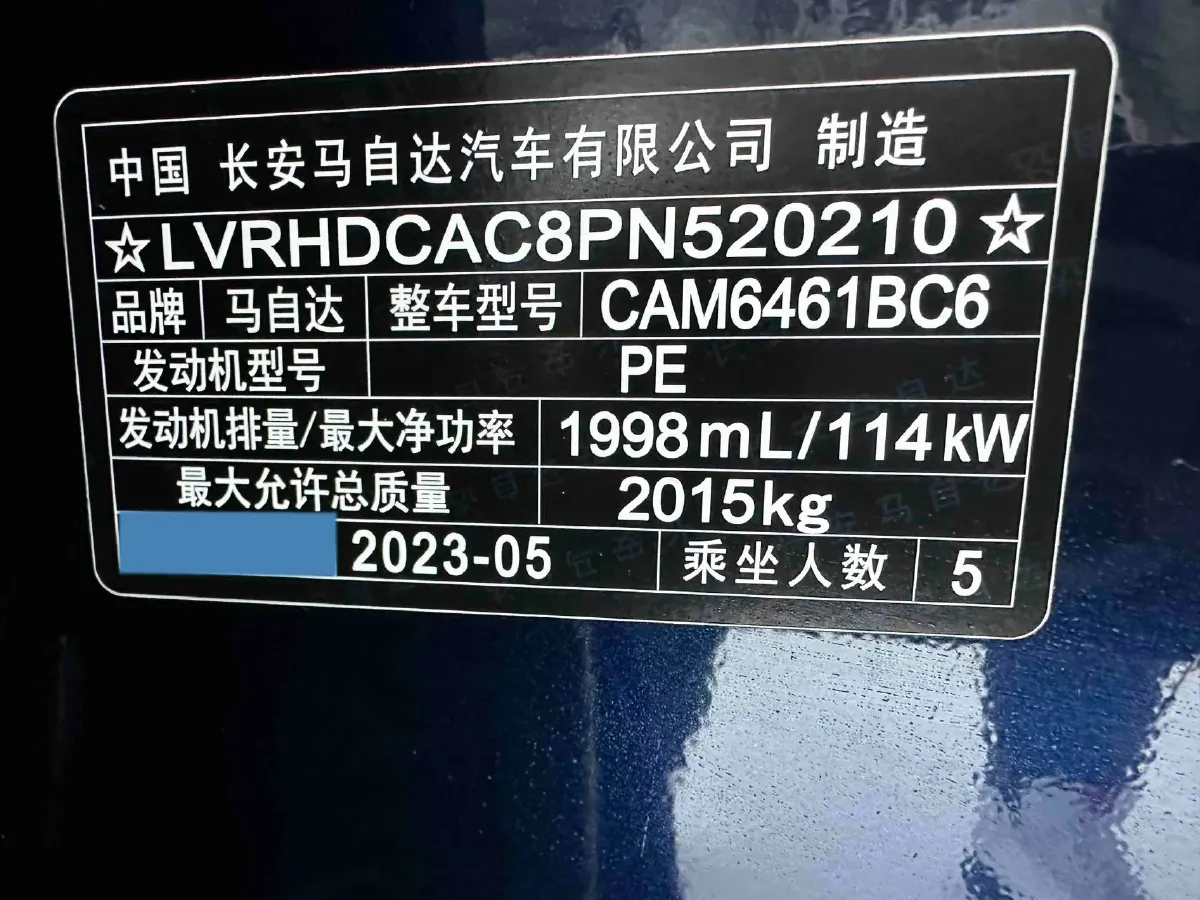 中国 长安马自达汽车有限公司 制造
☆LVRHDCAC8PN520210☆
品牌 马自达 整车型号 CAM6461BC6
发动机型号 PE
发动机排量/最大净功率 1998mL/114kW
最大允许总质量 2015kg
2023-05 乘坐人数 5